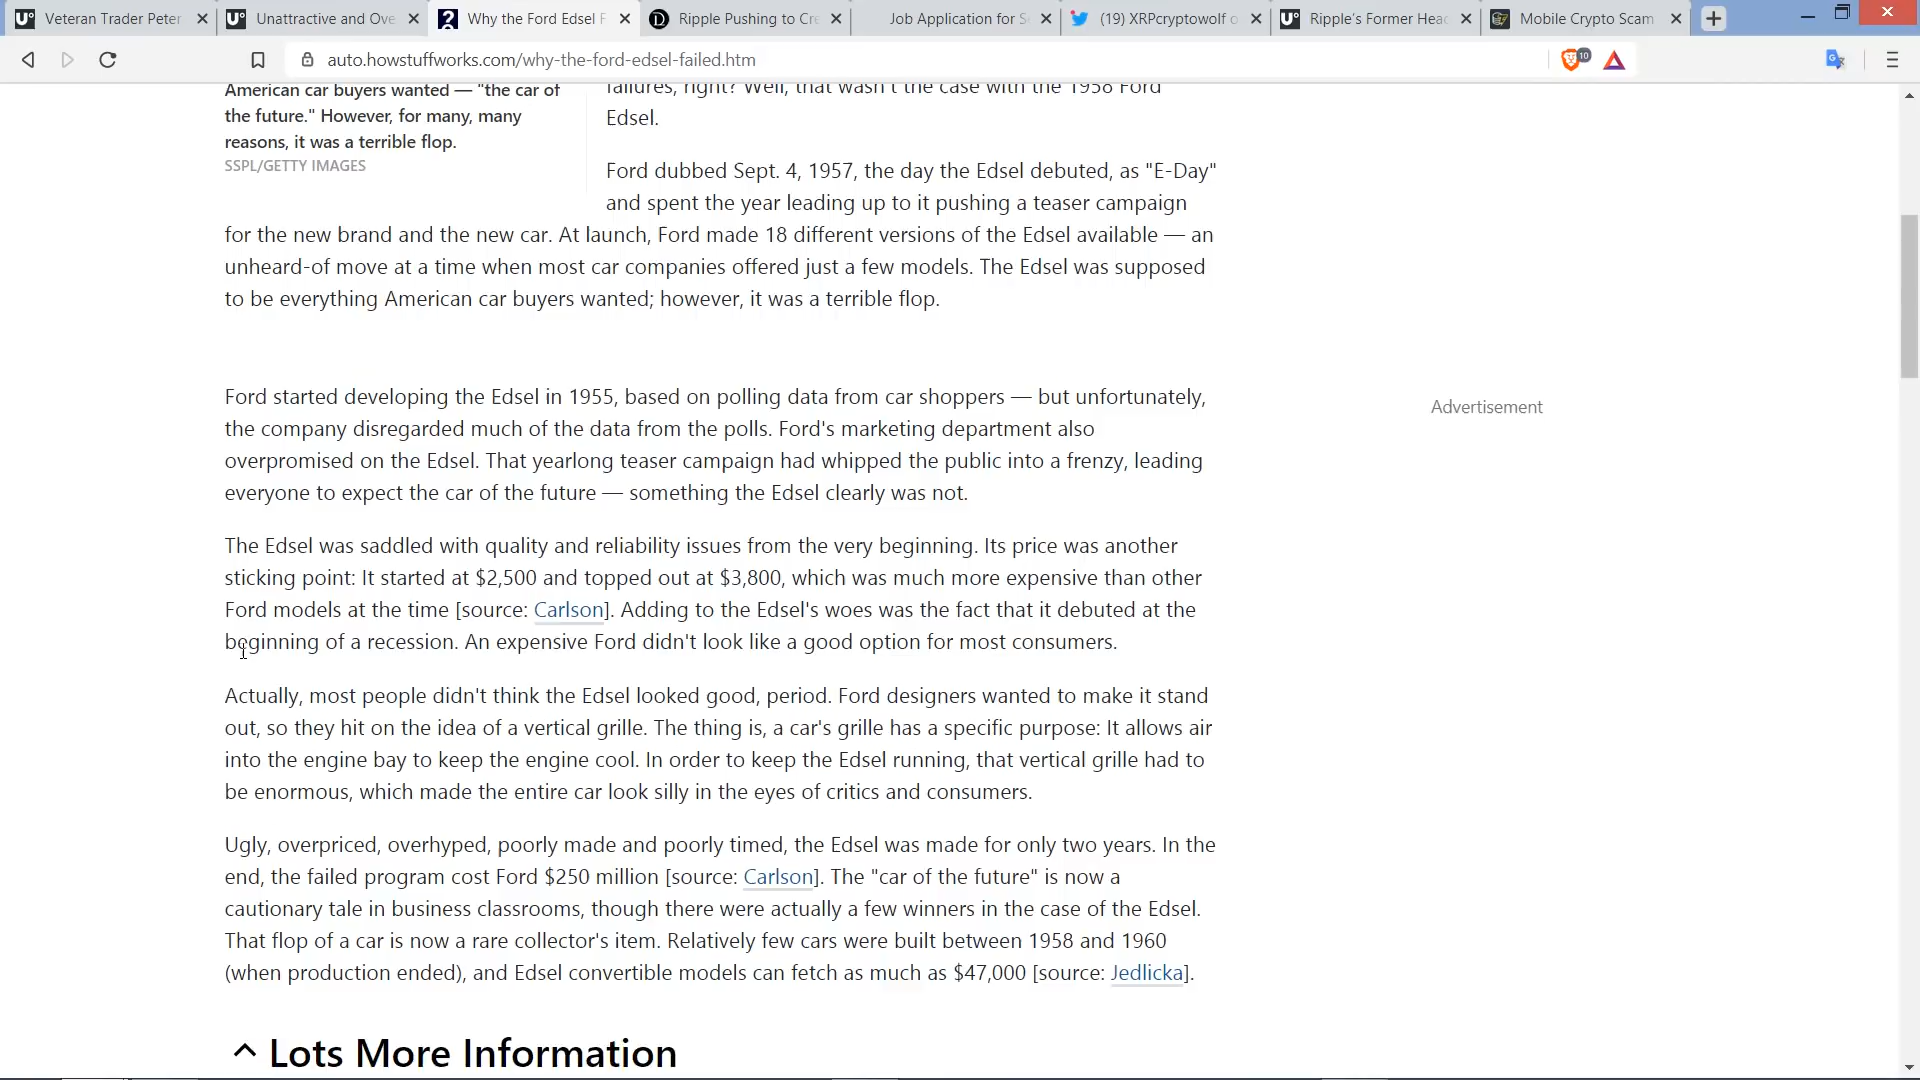 Veteran Trader Peter
Unattractive and Ove
Why the Ford Edsel F
Ripple Pushing to Cre
Job Application for S
(19) XRPcryptowolf o
Ripple's Former Head
Mobile Crypto Scam
auto.howstuffworks.com/why-the-ford-edsel-failed.htm
10
American car buyers wanted — "the car of
the future." However, for many, many
reasons, it was a terrible flop.
SSPL/GETTY IMAGES
failures, right? Well, that wasn't the case with the 1958 Ford
Edsel.
Ford dubbed Sept. 4, 1957, the day the Edsel debuted, as "E-Day"
and spent the year leading up to it pushing a teaser campaign
for the new brand and the new car. At launch, Ford made 18 different versions of the Edsel available — an
unheard-of move at a time when most car companies offered just a few models. The Edsel was supposed
to be everything American car buyers wanted; however, it was a terrible flop.
Ford started developing the Edsel in 1955, based on polling data from car shoppers — but unfortunately,
the company disregarded much of the data from the polls. Ford's marketing department also
overpromised on the Edsel. That yearlong teaser campaign had whipped the public into a frenzy, leading
everyone to expect the car of the future — something the Edsel clearly was not.
Advertisement
The Edsel was saddled with quality and reliability issues from the very beginning. Its price was another
sticking point: It started at $2,500 and topped out at $3,800, which was much more expensive than other
Ford models at the time [source: Carlson]. Adding to the Edsel's woes was the fact that it debuted at the
beginning of a recession. An expensive Ford didn't look like a good option for most consumers.
Actually, most people didn't think the Edsel looked good, period. Ford designers wanted to make it stand
out, so they hit on the idea of a vertical grille. The thing is, a car's grille has a specific purpose: It allows air
into the engine bay to keep the engine cool. In order to keep the Edsel running, that vertical grille had to
be enormous, which made the entire car look silly in the eyes of critics and consumers.
Ugly, overpriced, overhyped, poorly made and poorly timed, the Edsel was made for only two years. In the
end, the failed program cost Ford $250 million [source: Carlson]. The "car of the future" is now a
cautionary tale in business classrooms, though there were actually a few winners in the case of the Edsel.
That flop of a car is now a rare collector's item. Relatively few cars were built between 1958 and 1960
(when production ended), and Edsel convertible models can fetch as much as $47,000 [source: Jedlicka].
Lots More Information